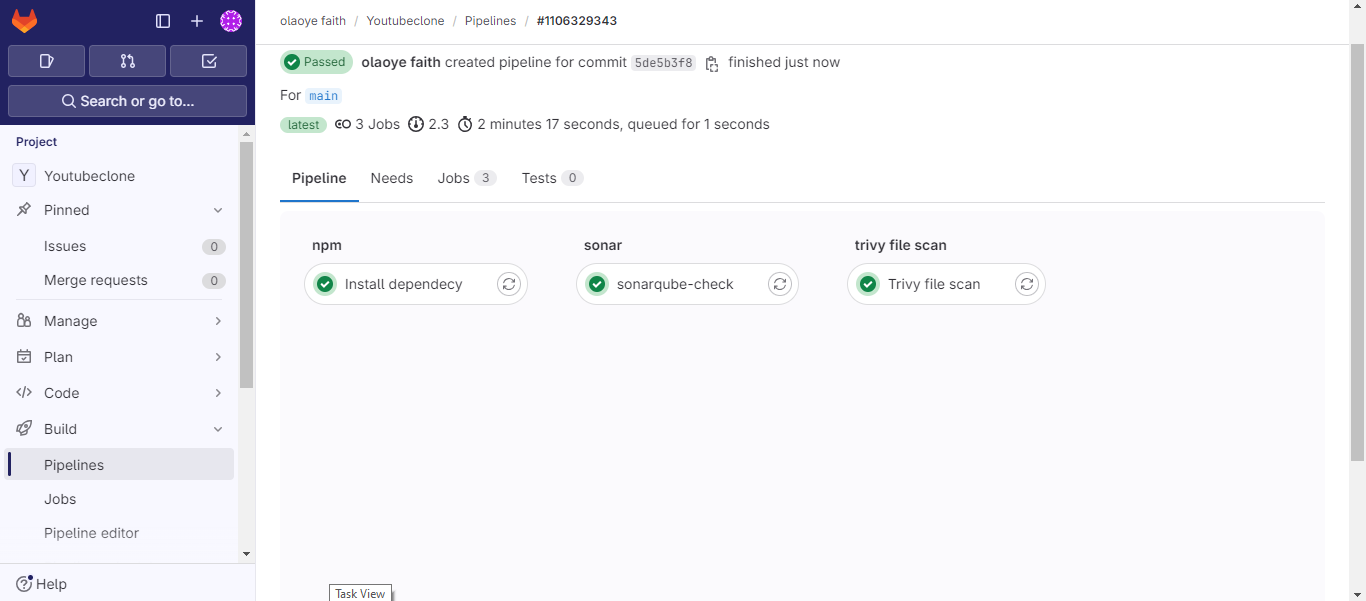 olaoye faith / Youtubeclone / Pipelines / #1106329343
Search or go to...
Project
Y Youtubeclone
Pinned
Issues 0
Merge requests 0
Manage
Plan
Code
Build
Pipelines
Jobs
Pipeline editor
Help
Passed olaoye faith created pipeline for commit 5de5b3f8 finished just now
For main
latest 3 Jobs 2.3 2 minutes 17 seconds, queued for 1 seconds
Pipeline Needs Jobs 3 Tests 0
npm sonar trivy file scan
Install dependecy sonarqube-check Trivy file scan
Task View